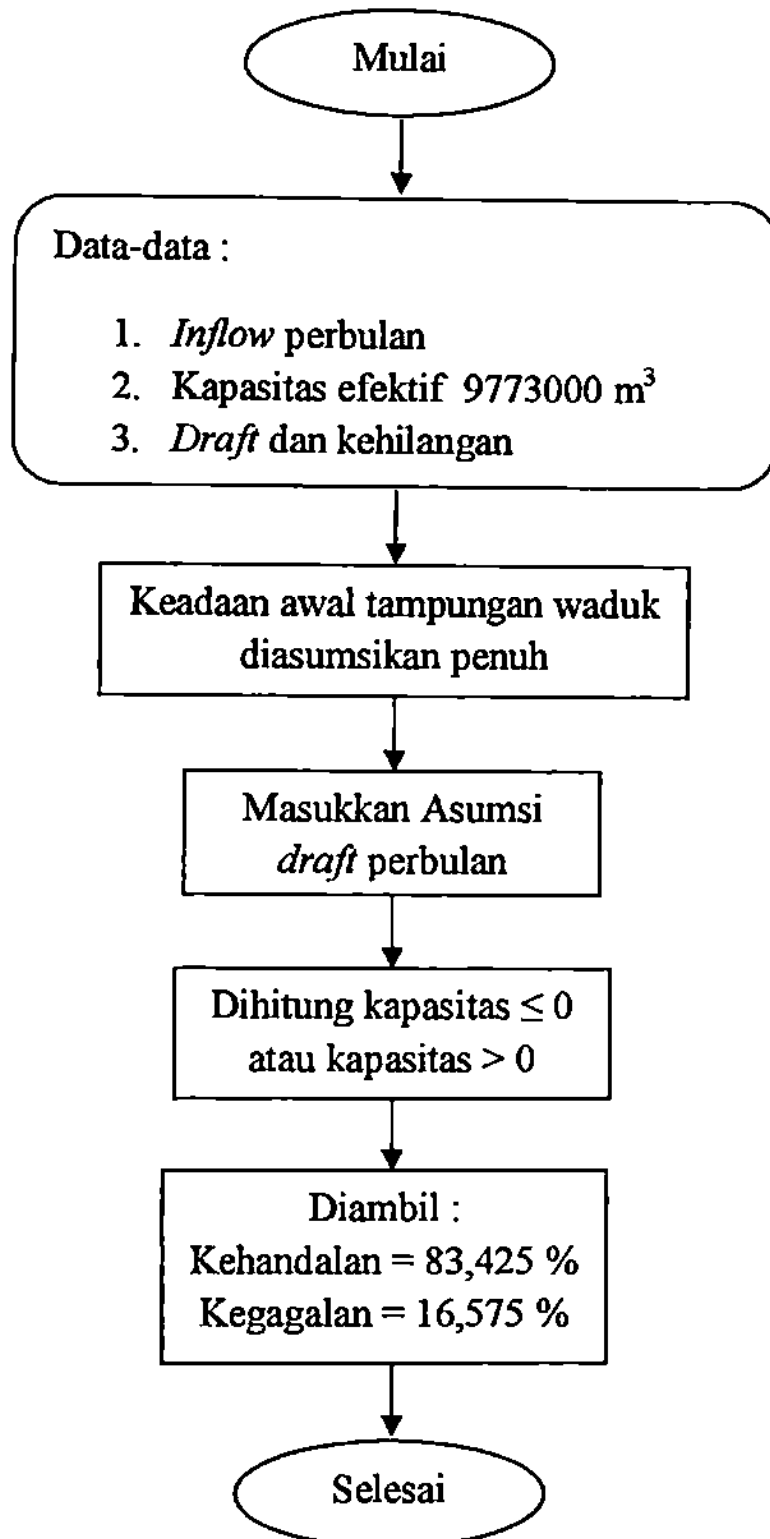 Mulai
Data-data :
1. Inflow perbulan
2. Kapasitas efektif 9773000 m³
3. Draft dan kehilangan
Keadaan awal tampungan waduk
diasumsikan penuh
Masukkan Asumsi
draft perbulan
Dihitung kapasitas ≤ 0
atau kapasitas > 0
Diambil :
Kehandalan = 83,425 %
Kegagalan = 16,575 %
Selesai